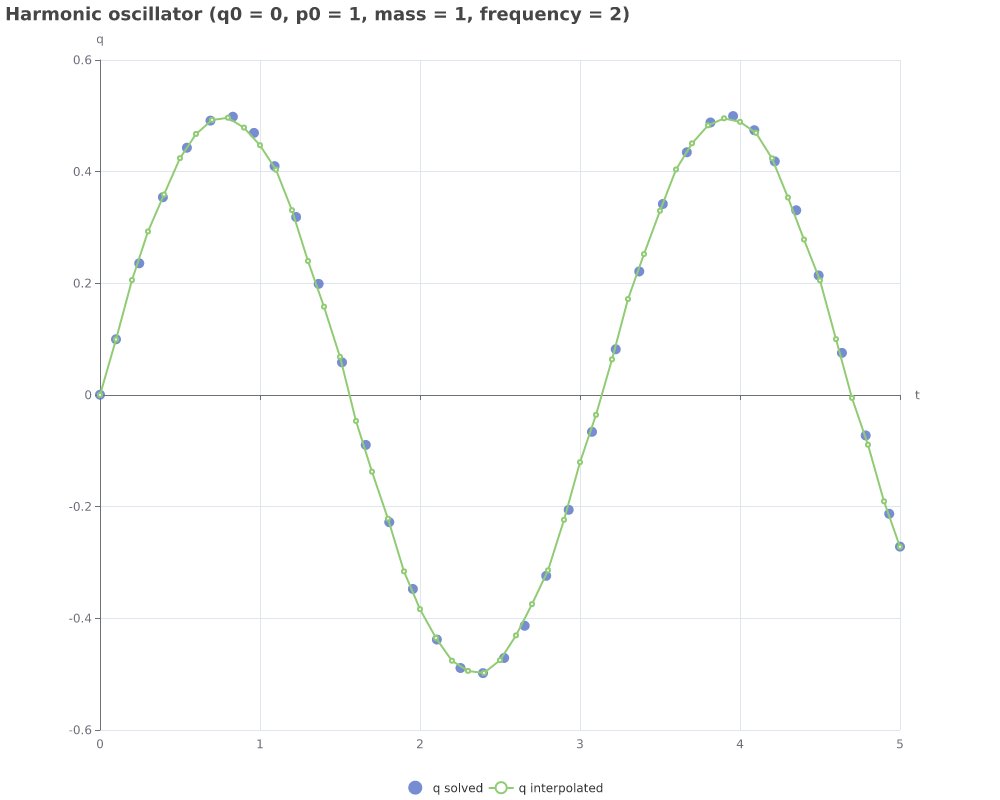 Harmonic oscillator (q0 = 0, p0 = 1, mass = 1, frequency = 2)
q
0.6
0.4
0.2
0
t
-0.2
-0.4
-0.6
0 1 2 3 4 5
q solved q interpolated